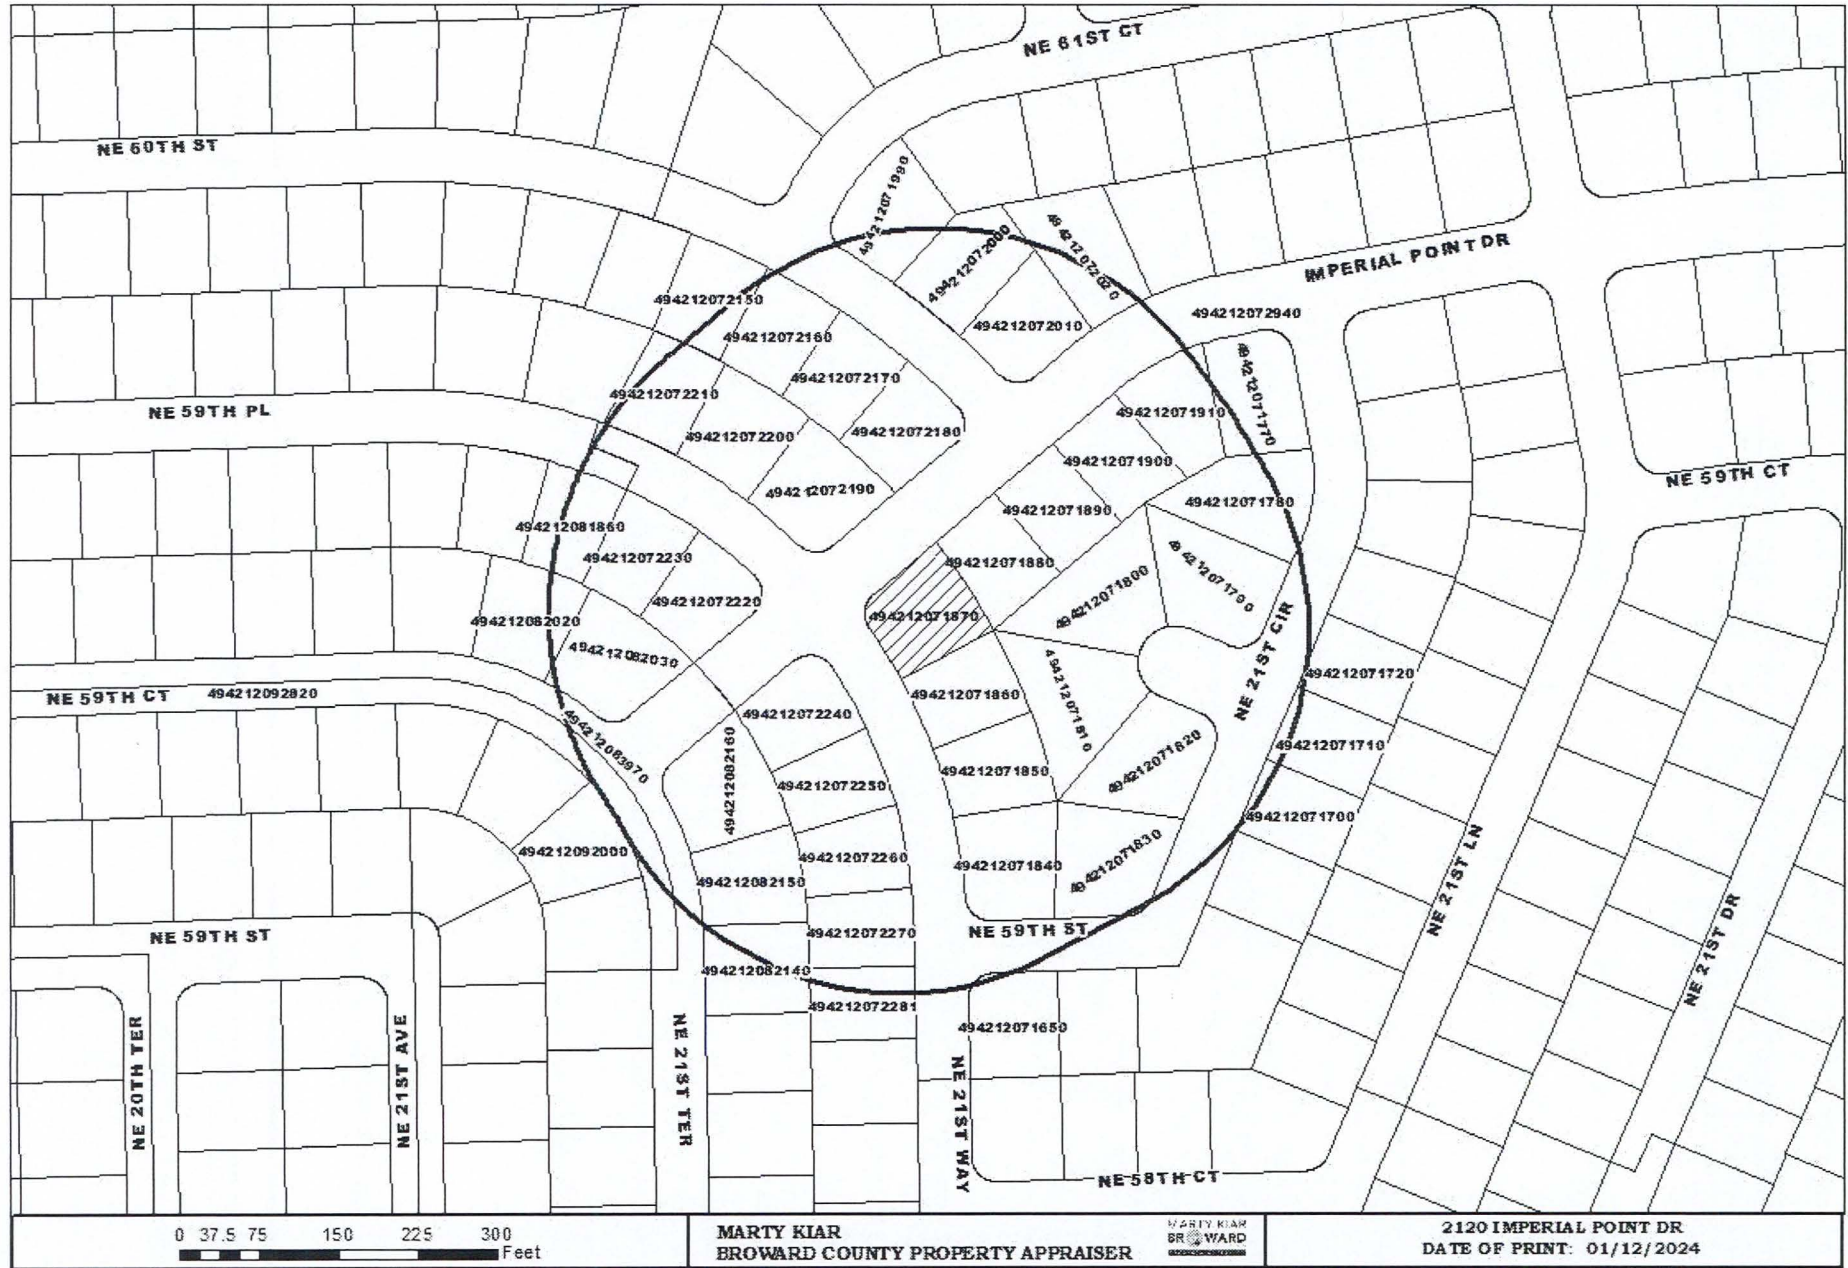 NE 61ST CT
NE 60TH ST
494212071990
494212072000
494212072020
IMPERIAL POINT DR
494212072150
494212072940
494212072160
494212072010
494212072170
494212071770
494212072210
NE 59TH PL
494212072200
494212072180
494212071910
494212071900
494212072190
NE 59TH CT
494212071780
494212071890
494212081860
494212072230
494212071880
494212071790
494212071800
494212072220
494212071870
494212082020
494212082030
NE 21ST CIR
494212071810
494212071720
NE 59TH CT
494212092820
494212071860
494212072240
494212083970
494212082160
494212071710
494212071820
494212071850
494212072250
494212071700
494212092000
494212072260
494212071840
494212071830
494212082150
NE 21ST LN
NE 59TH ST
494212072270
NE 59TH ST
NE 21ST DR
494212082140
494212072281
494212071650
NE 20TH TER
NE 21ST AVE
NE 21ST TER
NE 21ST WAY
NE 58TH CT
0 37.5 75 150 225 300
Feet
MARTY KIAR
BROWARD COUNTY PROPERTY APPRAISER
MARTY KIAR
BROWARD
2120 IMPERIAL POINT DR
DATE OF PRINT: 01/12/2024